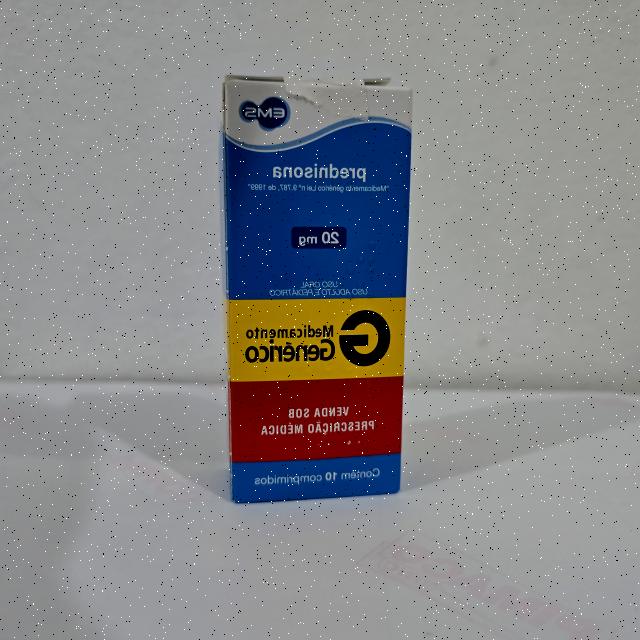 EMS
prednisona
"Medicamento genérico Lei nº 9.787, de 1999"
20 mg
USO ORAL
USO ADULTO E PEDIÁTRICO
G
Medicamento
Genérico
VENDA SOB
PRESCRIÇÃO MÉDICA
Contém 10 comprimidos